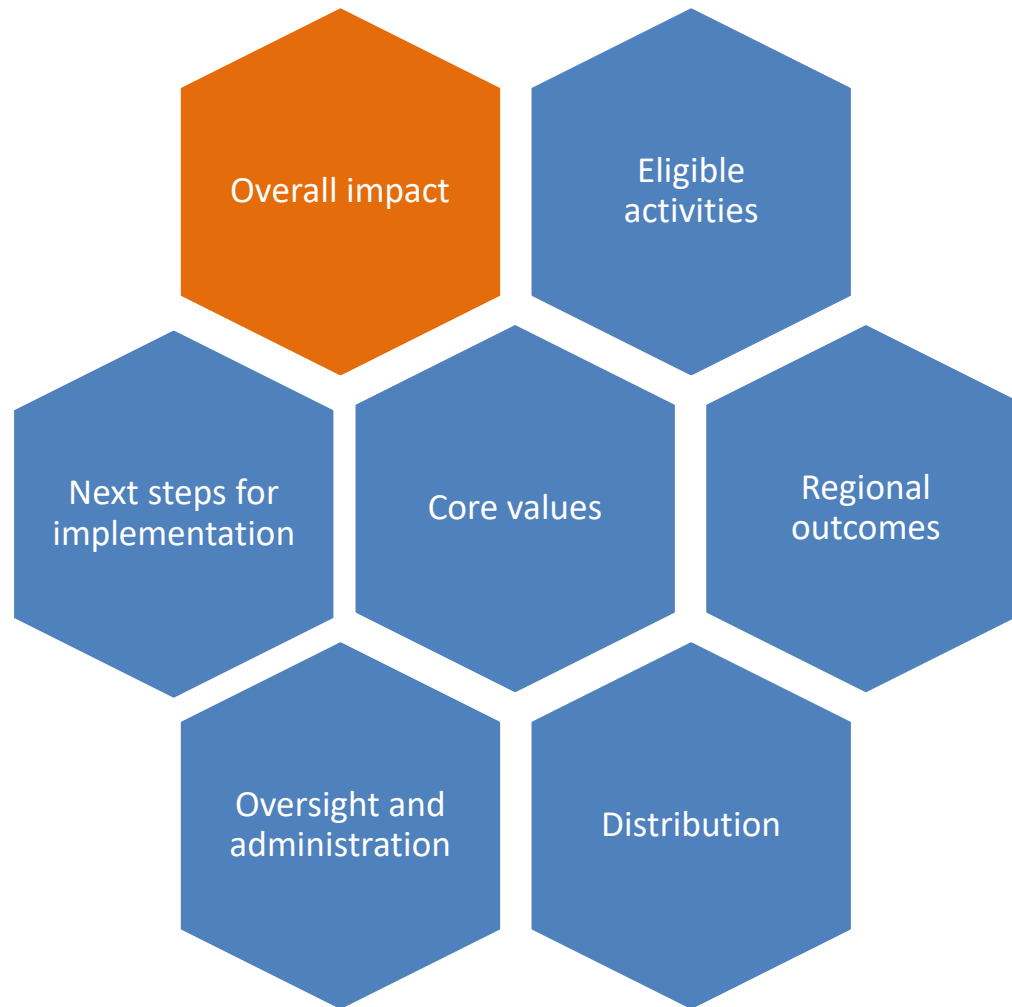 Overall impact
Eligible
activities
Next steps for
implementation
Core values
Regional
outcomes
Oversight and
administration
Distribution